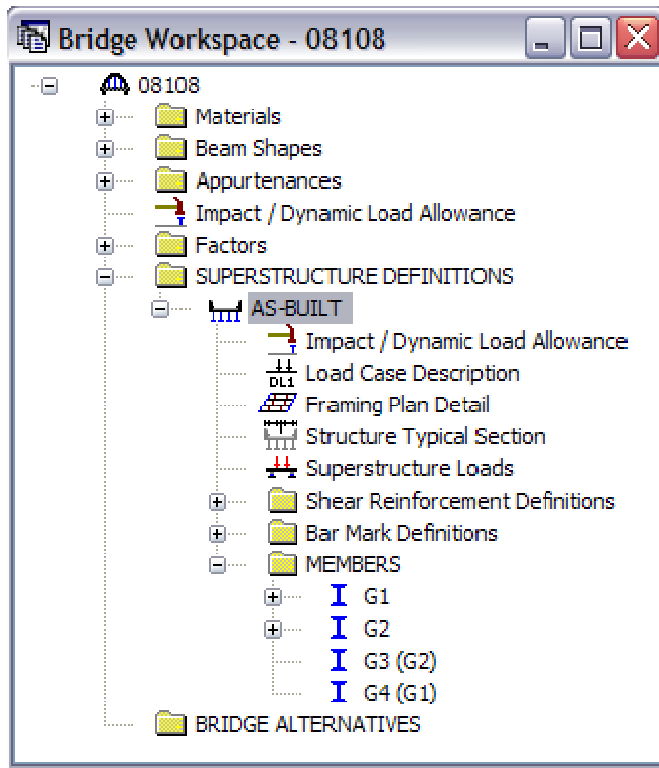 Bridge Workspace - 08108
08108
Materials
Beam Shapes
Appurtenances
Impact / Dynamic Load Allowance
Factors
SUPERSTRUCTURE DEFINITIONS
AS-BUILT
Impact / Dynamic Load Allowance
DL1 Load Case Description
Framing Plan Detail
Structure Typical Section
Superstructure Loads
Shear Reinforcement Definitions
Bar Mark Definitions
MEMBERS
G1
G2
G3 (G2)
G4 (G1)
BRIDGE ALTERNATIVES